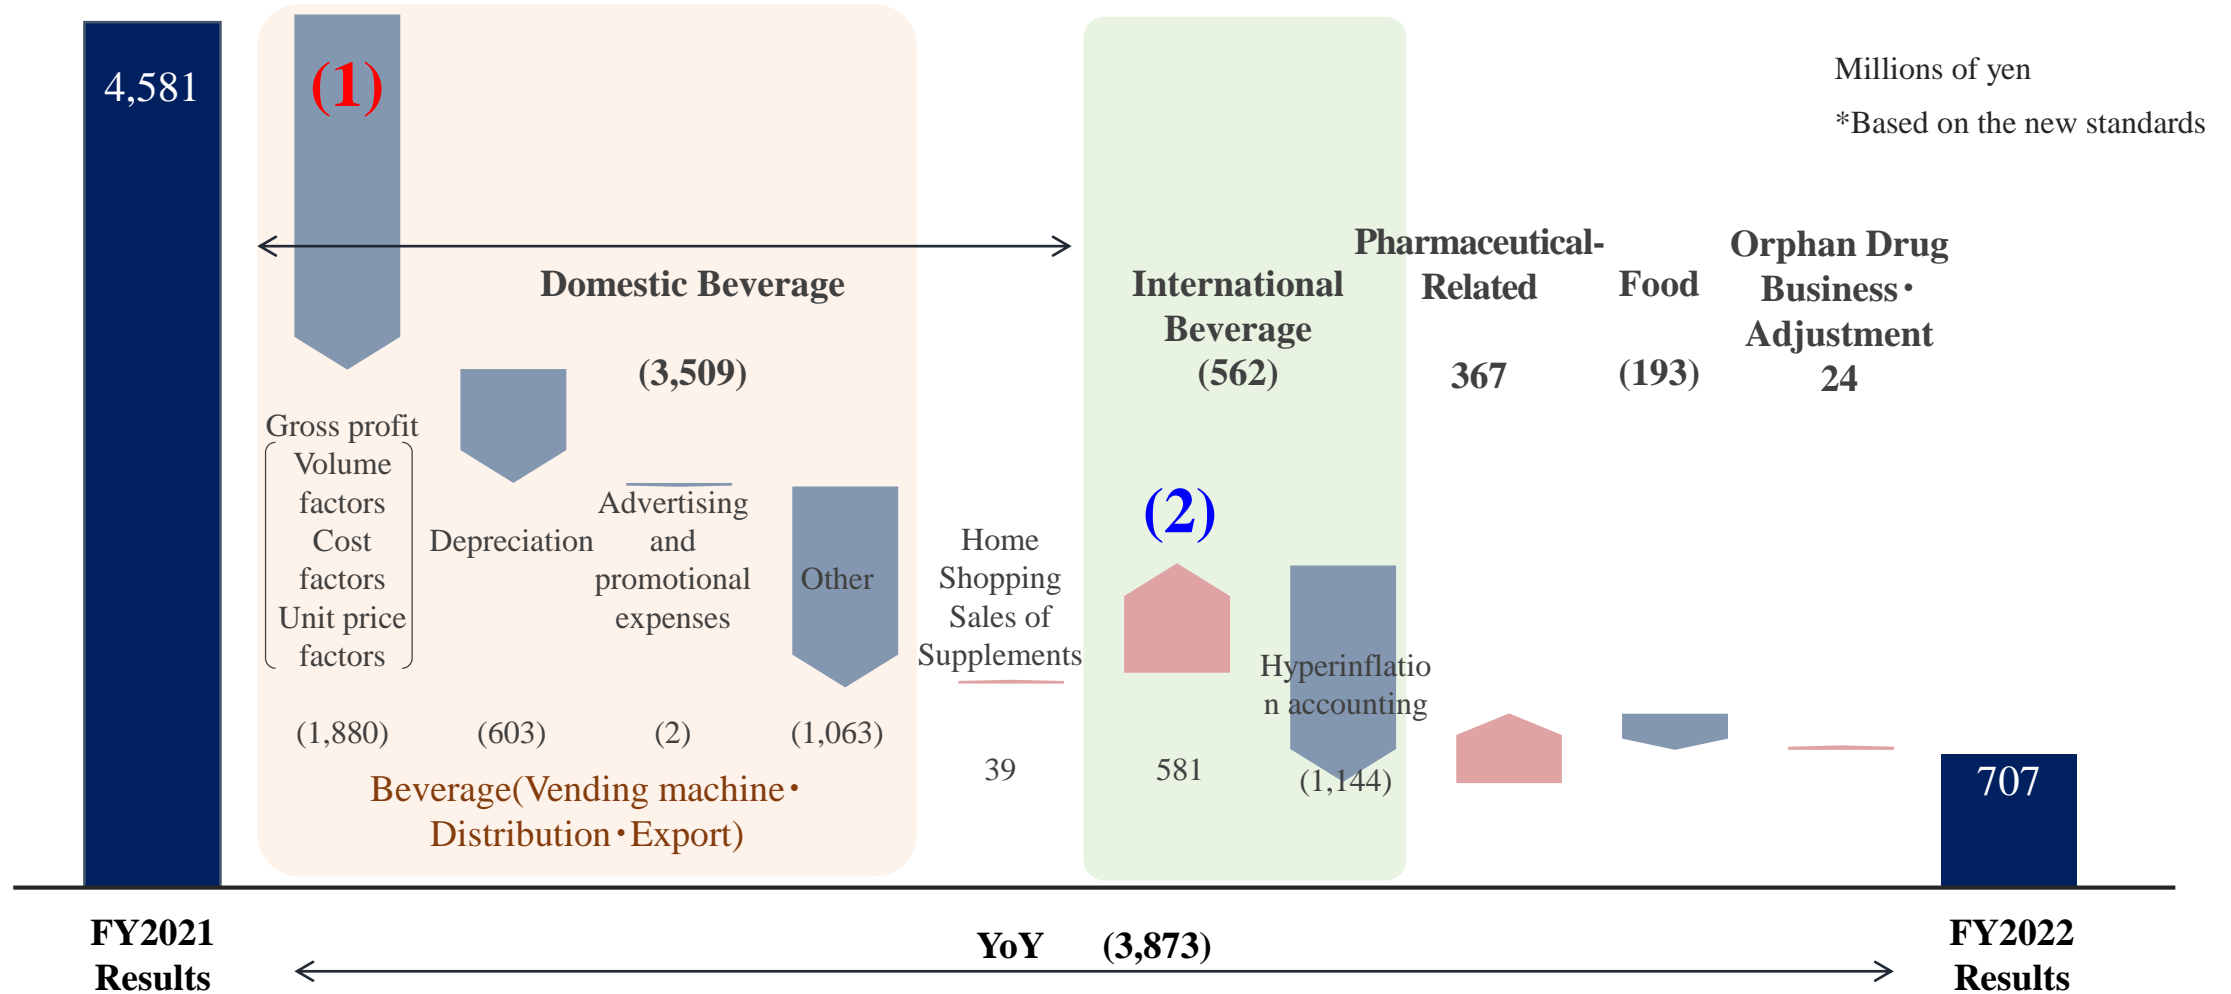 4,581
(1)
Millions of yen
*Based on the new standards
Domestic Beverage
(3,509)
International
Beverage
(562)
Pharmaceutical-
Related
367
Food
(193)
Orphan Drug
Business・
Adjustment
24
Gross profit
Volume
factors
Cost
factors
Unit price
factors
(1,880)
Depreciation
(603)
Advertising
and
promotional
expenses
(2)
Other
(1,063)
Beverage(Vending machine・
Distribution・Export)
Home
Shopping
Sales of
Supplements
39
(2)
581
Hyperinflatio
n accounting
(1,144)
707
FY2021
Results
YoY (3,873)
FY2022
Results